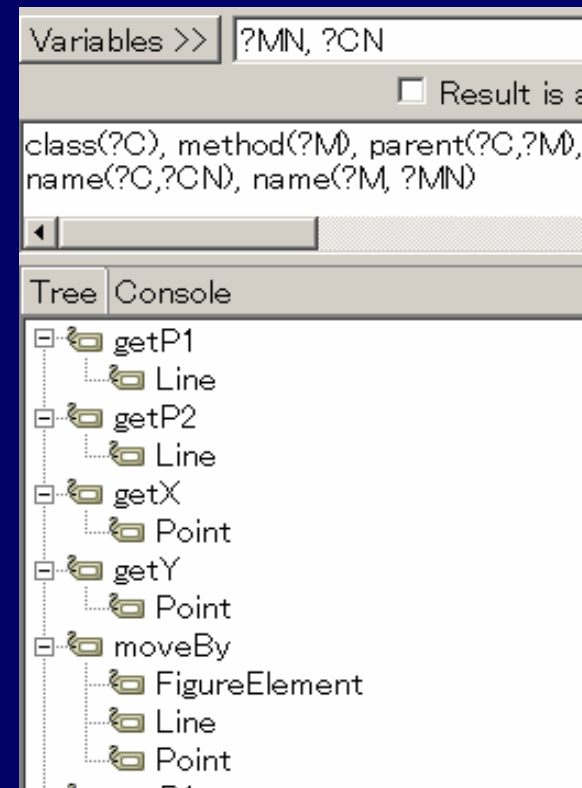 Variables >> ?MN, ?CN
Result is
class(?C), method(?M), parent(?C,?M),
name(?C,?CN), name(?M, ?MN)
Tree Console
getP1
Line
getP2
Line
getX
Point
getY
Point
moveBy
FigureElement
Line
Point